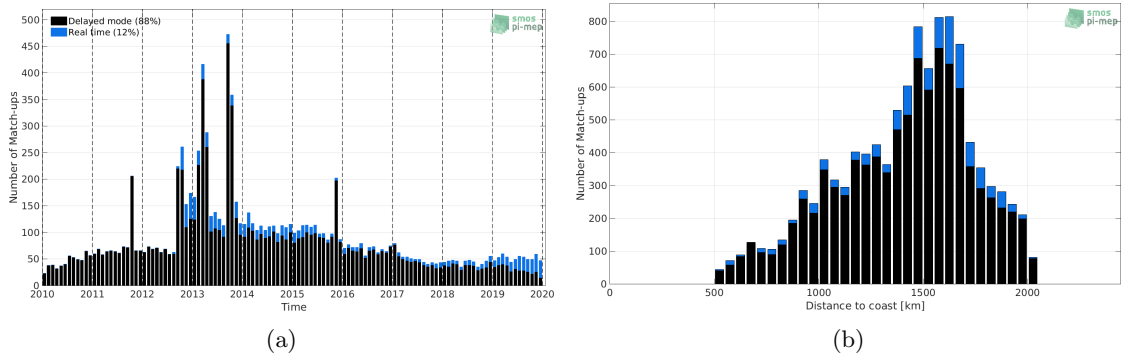 Delayed mode (88%)
Real time (12%)
smos
pi-mep
Number of Match-ups
500
450
400
350
300
250
200
150
100
50
0
2010 2011 2012 2013 2014 2015 2016 2017 2018 2019 2020
Time
(a)
smos
pi-mep
Number of Match-ups
800
700
600
500
400
300
200
100
0
0 500 1000 1500 2000
Distance to coast [km]
(b)